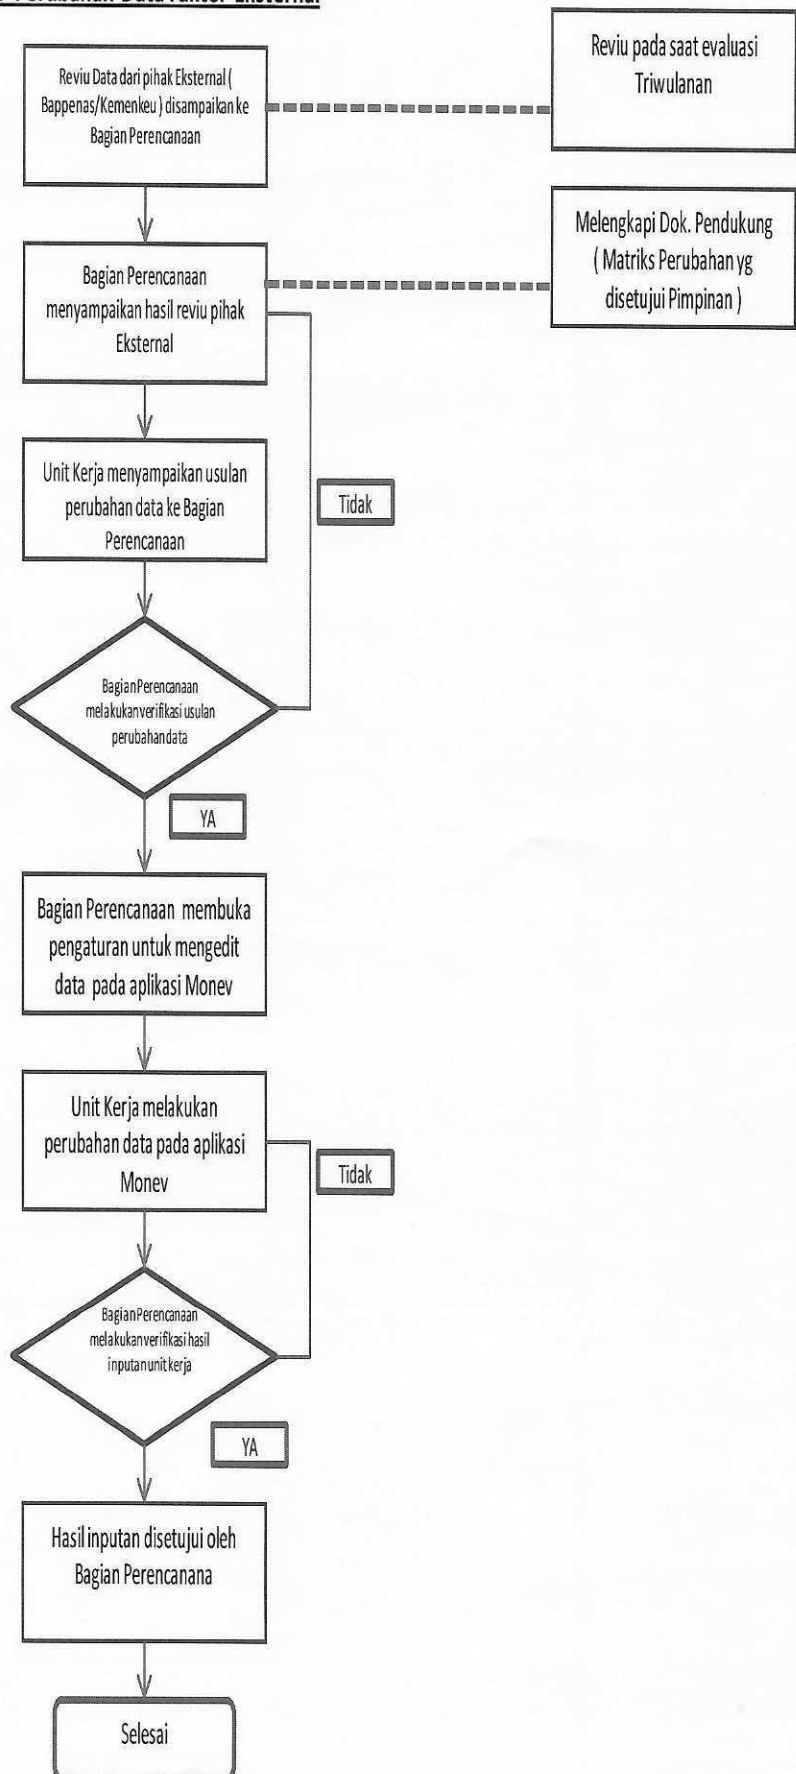 Perubahan Data Faktor Eksternal
Reviu Data dari pihak Eksternal (
Bappenas/Kemenkeu ) disampaikan ke
Bagian Perencanaan
Reviu pada saat evaluasi
Triwulanan
Bagian Perencanaan
menyampaikan hasil reviu pihak
Eksternal
Melengkapi Dok. Pendukung
( Matriks Perubahan yg
disetujui Pimpinan )
Unit Kerja menyampaikan usulan
perubahan data ke Bagian
Perencanaan
Tidak
Bagian Perencanaan
melakukan verifikasi usulan
perubahan data
YA
Bagian Perencanaan membuka
pengaturan untuk mengedit
data pada aplikasi Monev
Unit Kerja melakukan
perubahan data pada aplikasi
Monev
Tidak
Bagian Perencanaan
melakukan verifikasi hasil
inputan unit kerja
YA
Hasil inputan disetujui oleh
Bagian Perencanana
Selesai